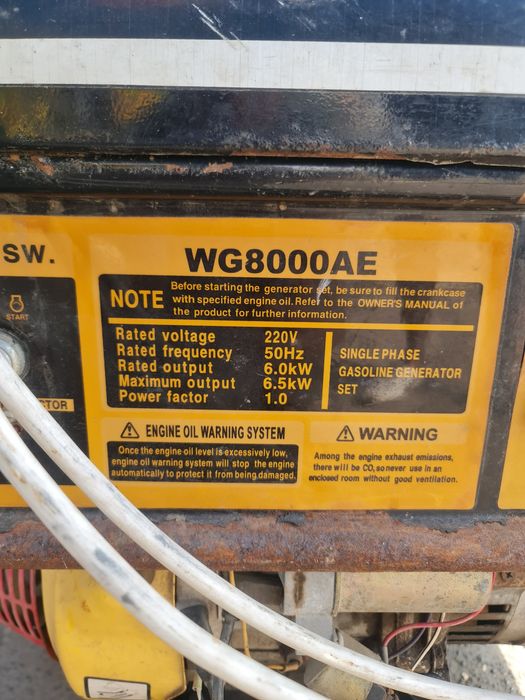 SW.
START
CTOR
WG8000AE
NOTE
Before starting the generator set, be sure to fill the crankcase
with specified engine oil. Refer to the OWNER'S MANUAL of
the product for further information.
Rated voltage 220V
Rated frequency 50Hz
Rated output 6.0kW
Maximum output 6.5kW
Power factor 1.0
SINGLE PHASE
GASOLINE GENERATOR
SET
ENGINE OIL WARNING SYSTEM
Once the engine oil level is excessively low,
engine oil warning system will stop the engine
automatically to protect it from being damaged.
WARNING
Among the engine exhaust emissions,
there will be CO, so never use in an
enclosed room without good ventilation.